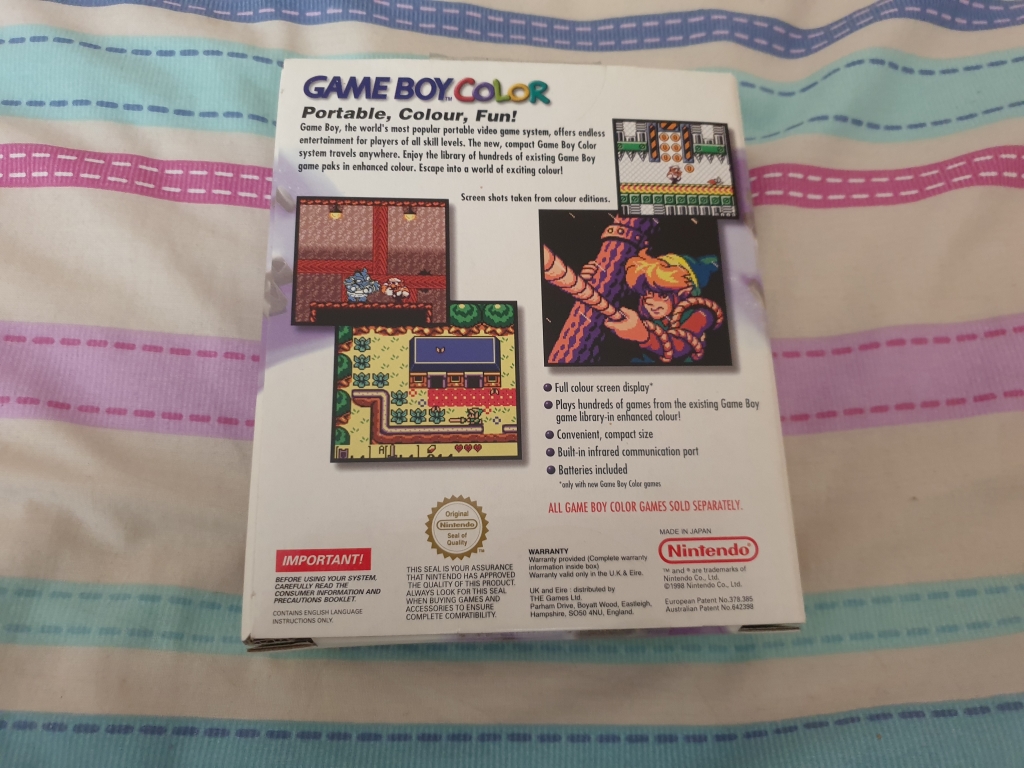 GAME BOY COLOR
TM
Portable, Colour, Fun!
Game Boy, the world's most popular portable video game system, offers endless
entertainment for players of all skill levels. The new, compact Game Boy Color
system travels anywhere. Enjoy the library of hundreds of existing Game Boy
game paks in enhanced colour. Escape into a world of exciting colour!
Screen shots taken from colour editions.
Full colour screen display*
Plays hundreds of games from the existing Game Boy
game library-in enhanced colour!
Convenient, compact size
Built-in infrared communication port
Batteries included
*only with new Game Boy Color games
ALL GAME BOY COLOR GAMES SOLD SEPARATELY.
Original
Nintendo
Seal of
Quality
TM
IMPORTANT!
BEFORE USING YOUR SYSTEM,
CAREFULLY READ THE
CONSUMER INFORMATION AND
PRECAUTIONS BOOKLET.
CONTAINS ENGLISH LANGUAGE
INSTRUCTIONS ONLY.
THIS SEAL IS YOUR ASSURANCE
THAT NINTENDO HAS APPROVED
THE QUALITY OF THIS PRODUCT.
ALWAYS LOOK FOR THIS SEAL
WHEN BUYING GAMES AND
ACCESSORIES TO ENSURE
COMPLETE COMPATIBILITY.
WARRANTY
Warranty provided (Complete warranty
information inside box)
Warranty valid only in the U.K & Eire.
UK and Eire : distributed by
THE Games Ltd.
Parham Drive, Boyatt Wood, Eastleigh,
Hampshire, SO50 4NU, England.
MADE IN JAPAN
Nintendo®
™ and ® are trademarks of
Nintendo Co., Ltd.
©1998 Nintendo Co., Ltd.
European Patent No.378,385
Australian Patent No.642398